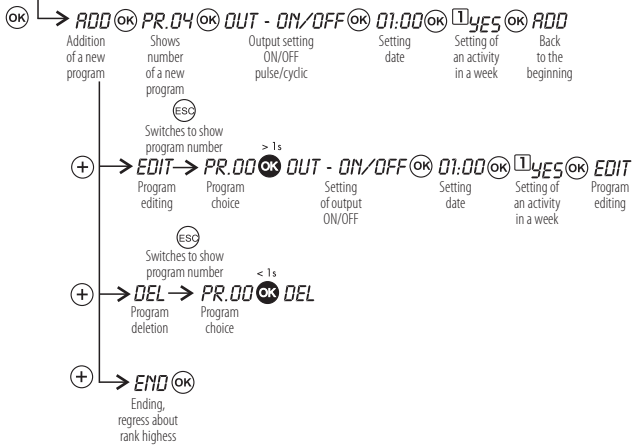 OK ADD OK PR.04 OK OUT - ON/OFF OK 01:00 OK 1 YES OK ADD
Addition of a new program
Shows number of a new program
Output setting ON/OFF pulse/cyclic
Setting date
Setting of an activity in a week
Back to the beginning
ESC
Switches to show program number
> 1s
+ EDIT PR.00 OK OUT - ON/OFF OK 01:00 OK 1 YES OK EDIT
Program editing
Program choice
Setting of output ON/OFF
Setting date
Setting of an activity in a week
Program editing
ESC
Switches to show program number
< 1s
+ DEL PR.00 OK DEL
Program deletion
Program choice
+ END OK
Ending, regress about rank highess